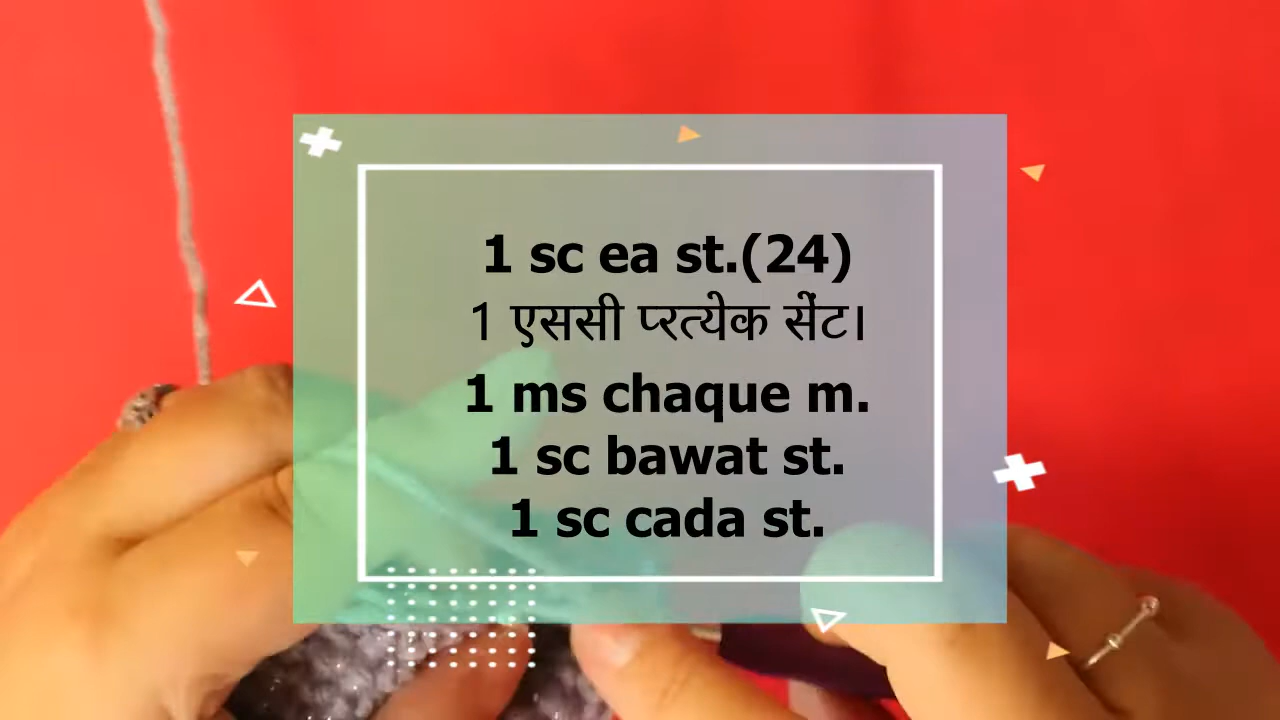 1 sc ea st.(24)
1 एससी प्रत्येक सेंट।
1 ms chaque m.
1 sc bawat st.
1 sc cada st.